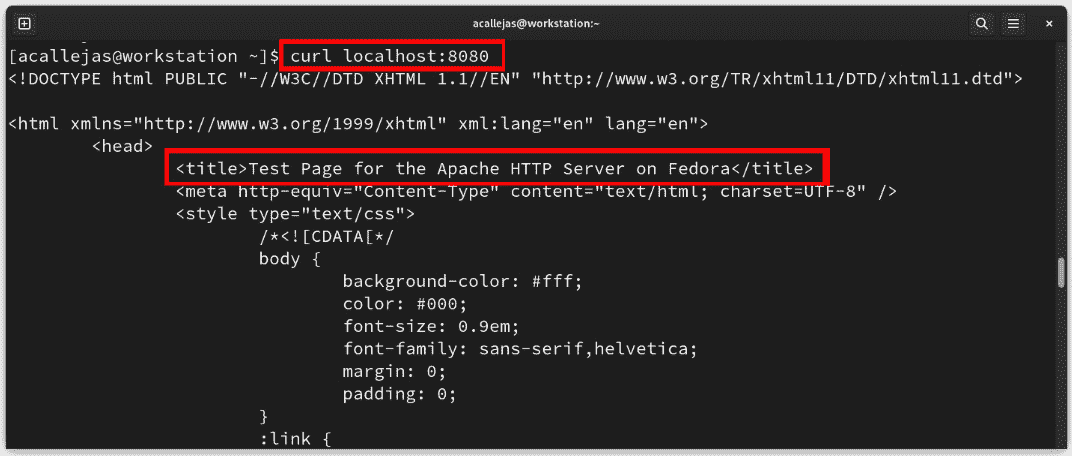 acallejas@workstation:~
[acallejas@workstation ~]$ curl localhost:8080
<!DOCTYPE html PUBLIC "-//W3C//DTD XHTML 1.1//EN" "http://www.w3.org/TR/xhtml11/DTD/xhtml11.dtd">
<html xmlns="http://www.w3.org/1999/xhtml" xml:lang="en" lang="en">
<head>
<title>Test Page for the Apache HTTP Server on Fedora</title>
<meta http-equiv="Content-Type" content="text/html; charset=UTF-8" />
<style type="text/css">
/*<![CDATA[*/
body {
background-color: #fff;
color: #000;
font-size: 0.9em;
font-family: sans-serif,helvetica;
margin: 0;
padding: 0;
}
:link {